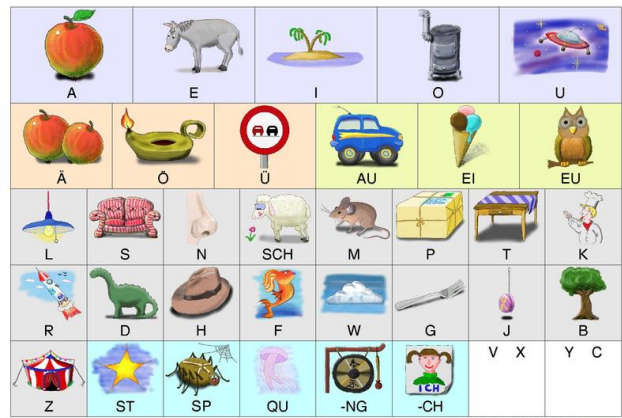 A E I O U
Ä Ö Ü AU EI EU
L S N SCH M P T K
R D H F W G J B
ICH
V X Y C
Z ST SP QU -NG -CH